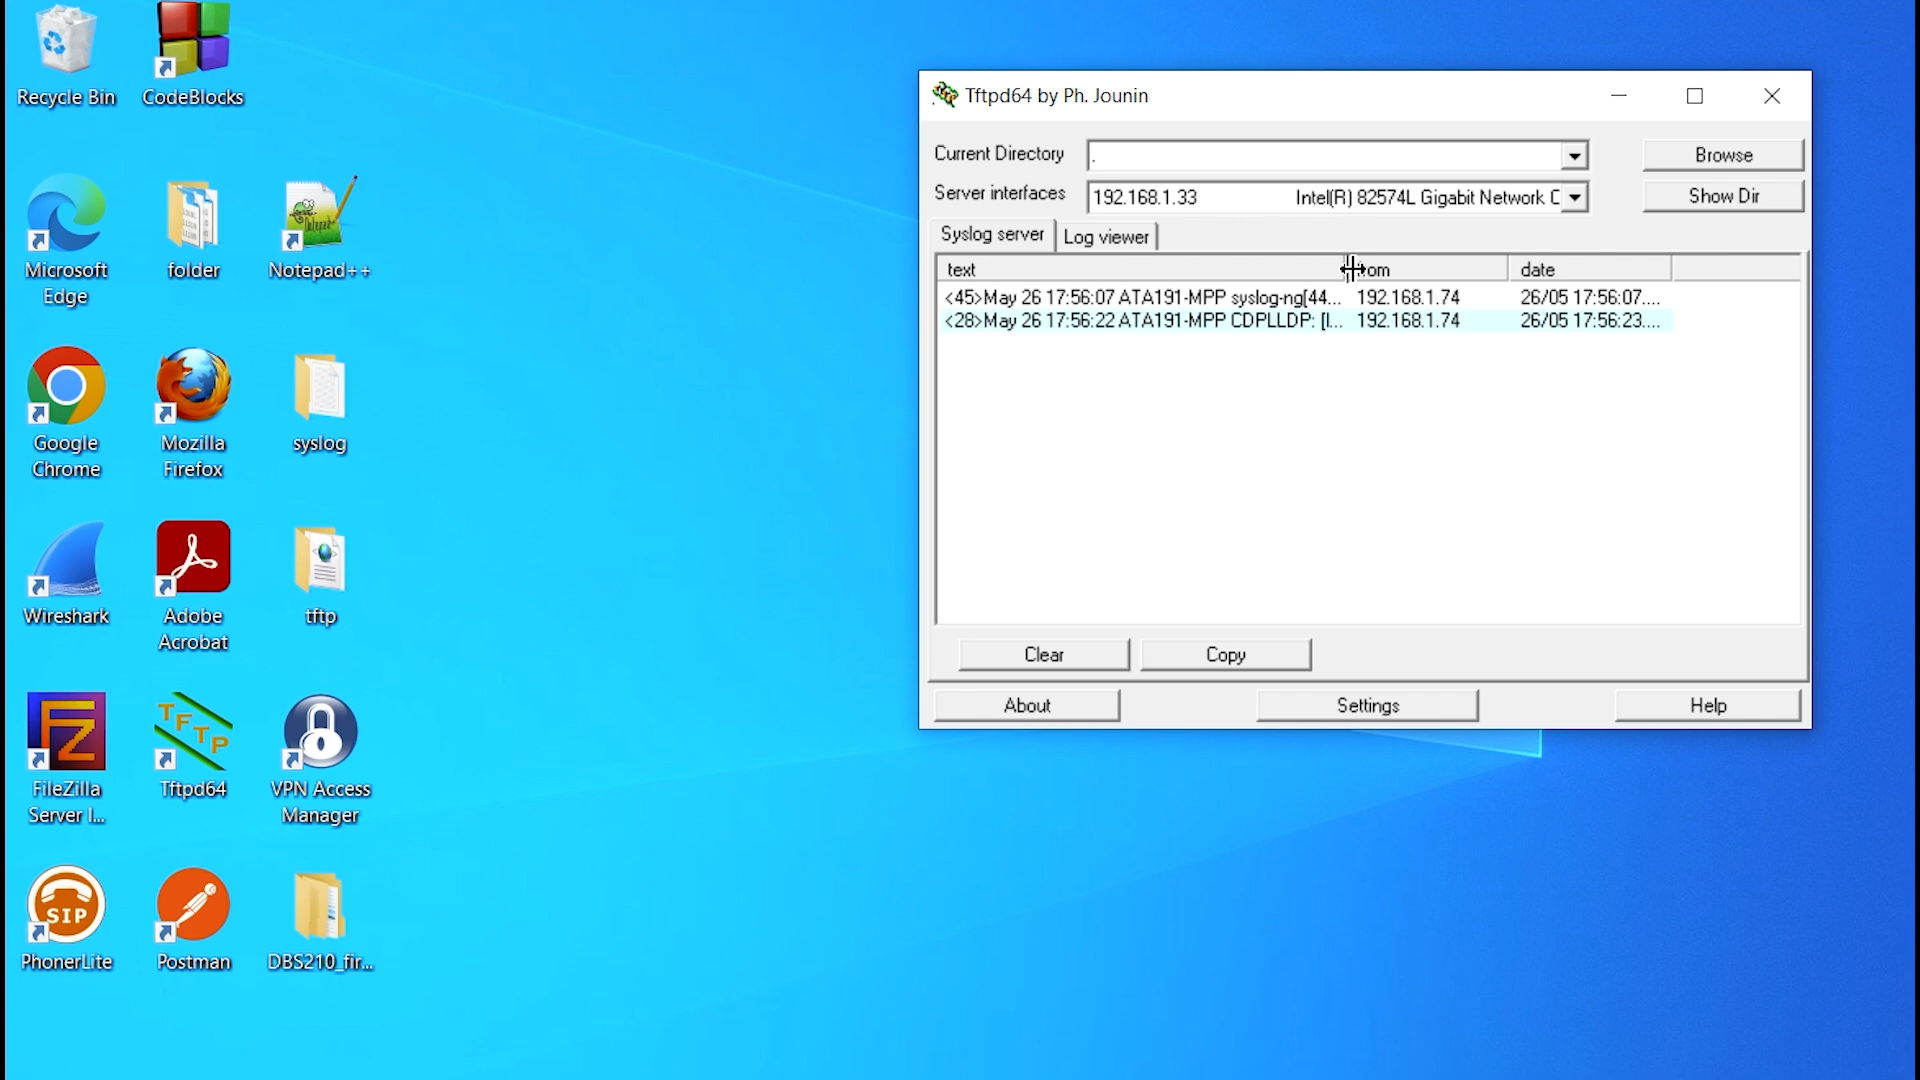 Recycle Bin
CodeBlocks
Microsoft
Edge
folder
Notepad++
Google
Chrome
Mozilla
Firefox
syslog
Wireshark
Adobe
Acrobat
tftp
FileZilla
Server I...
TFTP
Tftpd64
VPN Access
Manager
SIP
PhonerLite
Postman
DBS210_fir...
Tftpd64 by Ph. Jounin
Current Directory
.
Browse
Server interfaces
192.168.1.33 Intel(R) 82574L Gigabit Network C
Show Dir
Syslog server
Log viewer
text
date
<45>May 26 17:56:07 ATA191-MPP syslog-ng[44... 192.168.1.74 26/05 17:56:07....
<28>May 26 17:56:22 ATA191-MPP CDPLLDP: [I... 192.168.1.74 26/05 17:56:23....
Clear
Copy
About
Settings
Help